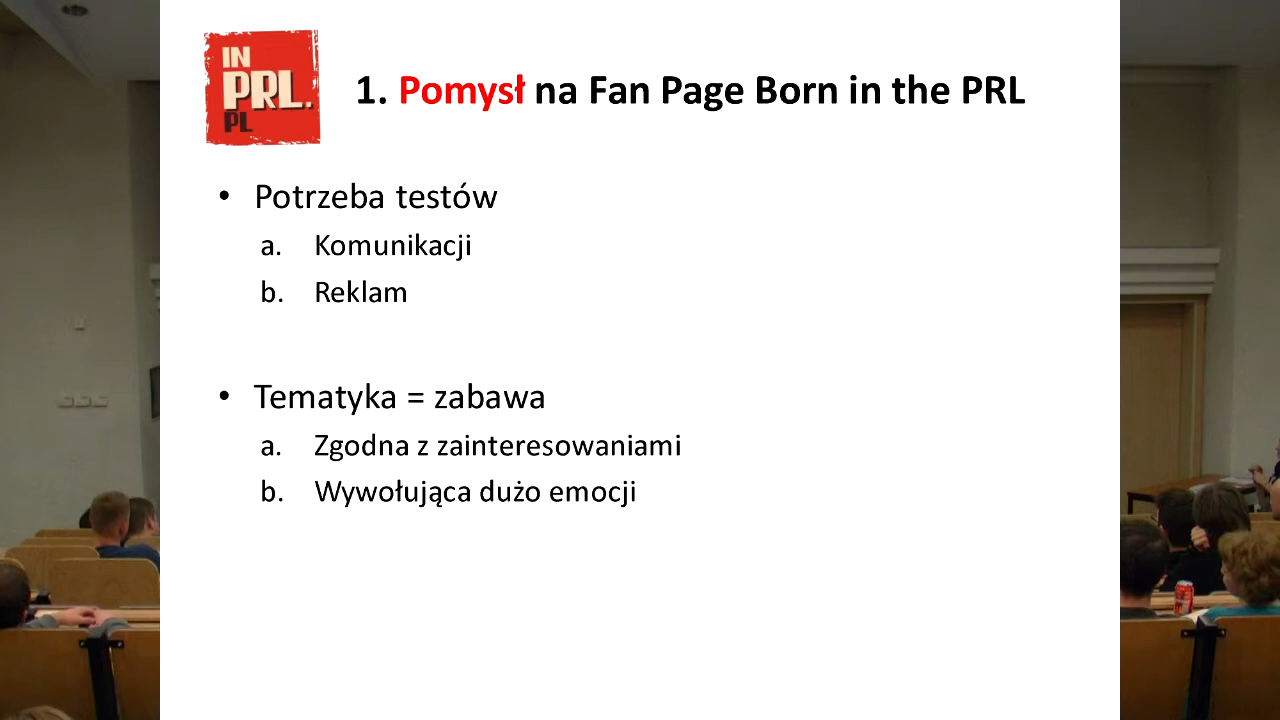 IN
PRL.
PL
1. Pomysł na Fan Page Born in the PRL
• Potrzeba testów
a. Komunikacji
b. Reklam
• Tematyka = zabawa
a. Zgodna z zainteresowaniami
b. Wywołująca dużo emocji